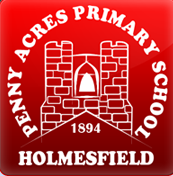 PENNY ACRES PRIMARY SCHOOL
1894
HOLMESFIELD